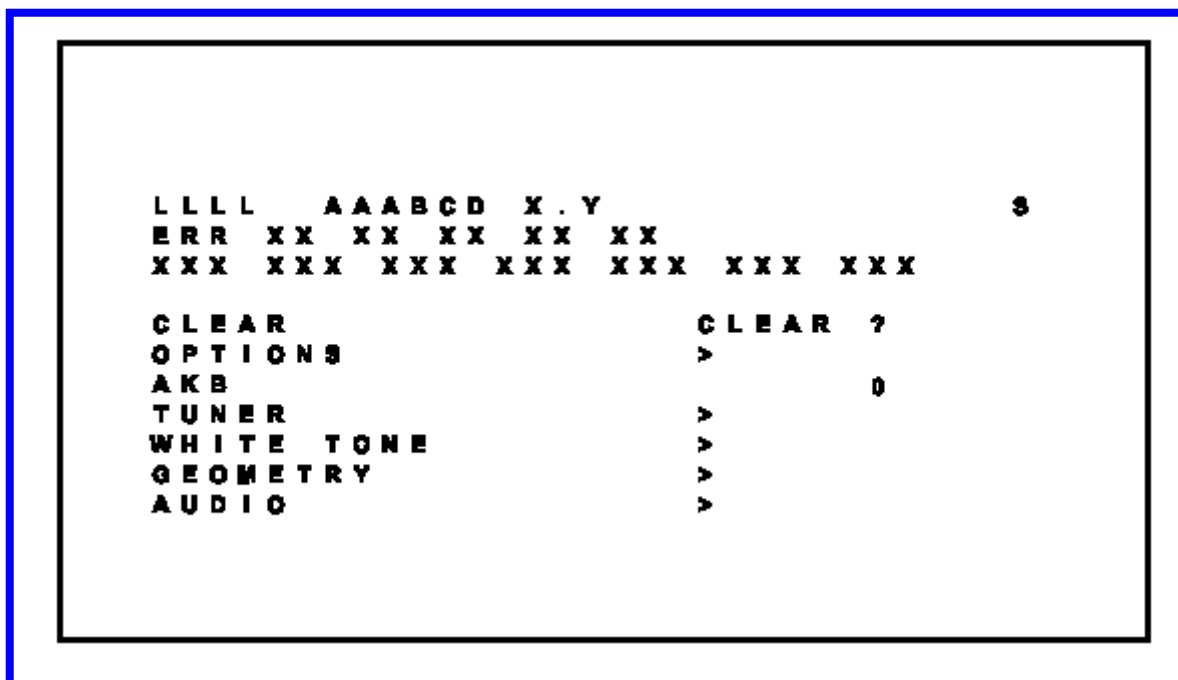 LLLL AAABCD X.Y S
ERR XX XX XX XX XX
XXX XXX XXX XXX XXX XXX XXX
CLEAR CLEAR ?
OPTIONS >
AKB 0
TUNER >
WHITE TONE >
GEOMETRY >
AUDIO >